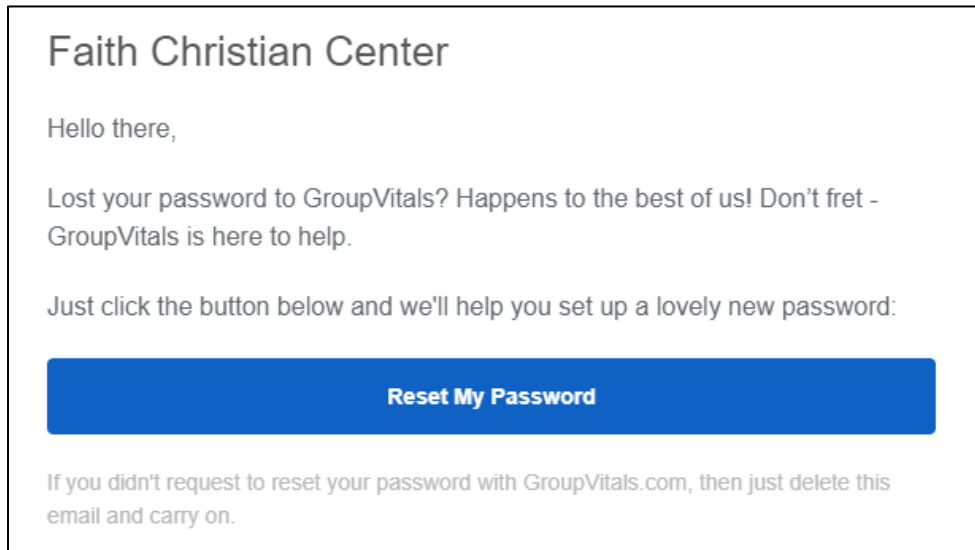 Faith Christian Center
Hello there,
Lost your password to GroupVitals? Happens to the best of us! Don’t fret -
GroupVitals is here to help.
Just click the button below and we'll help you set up a lovely new password:
Reset My Password
If you didn't request to reset your password with GroupVitals.com, then just delete this
email and carry on.